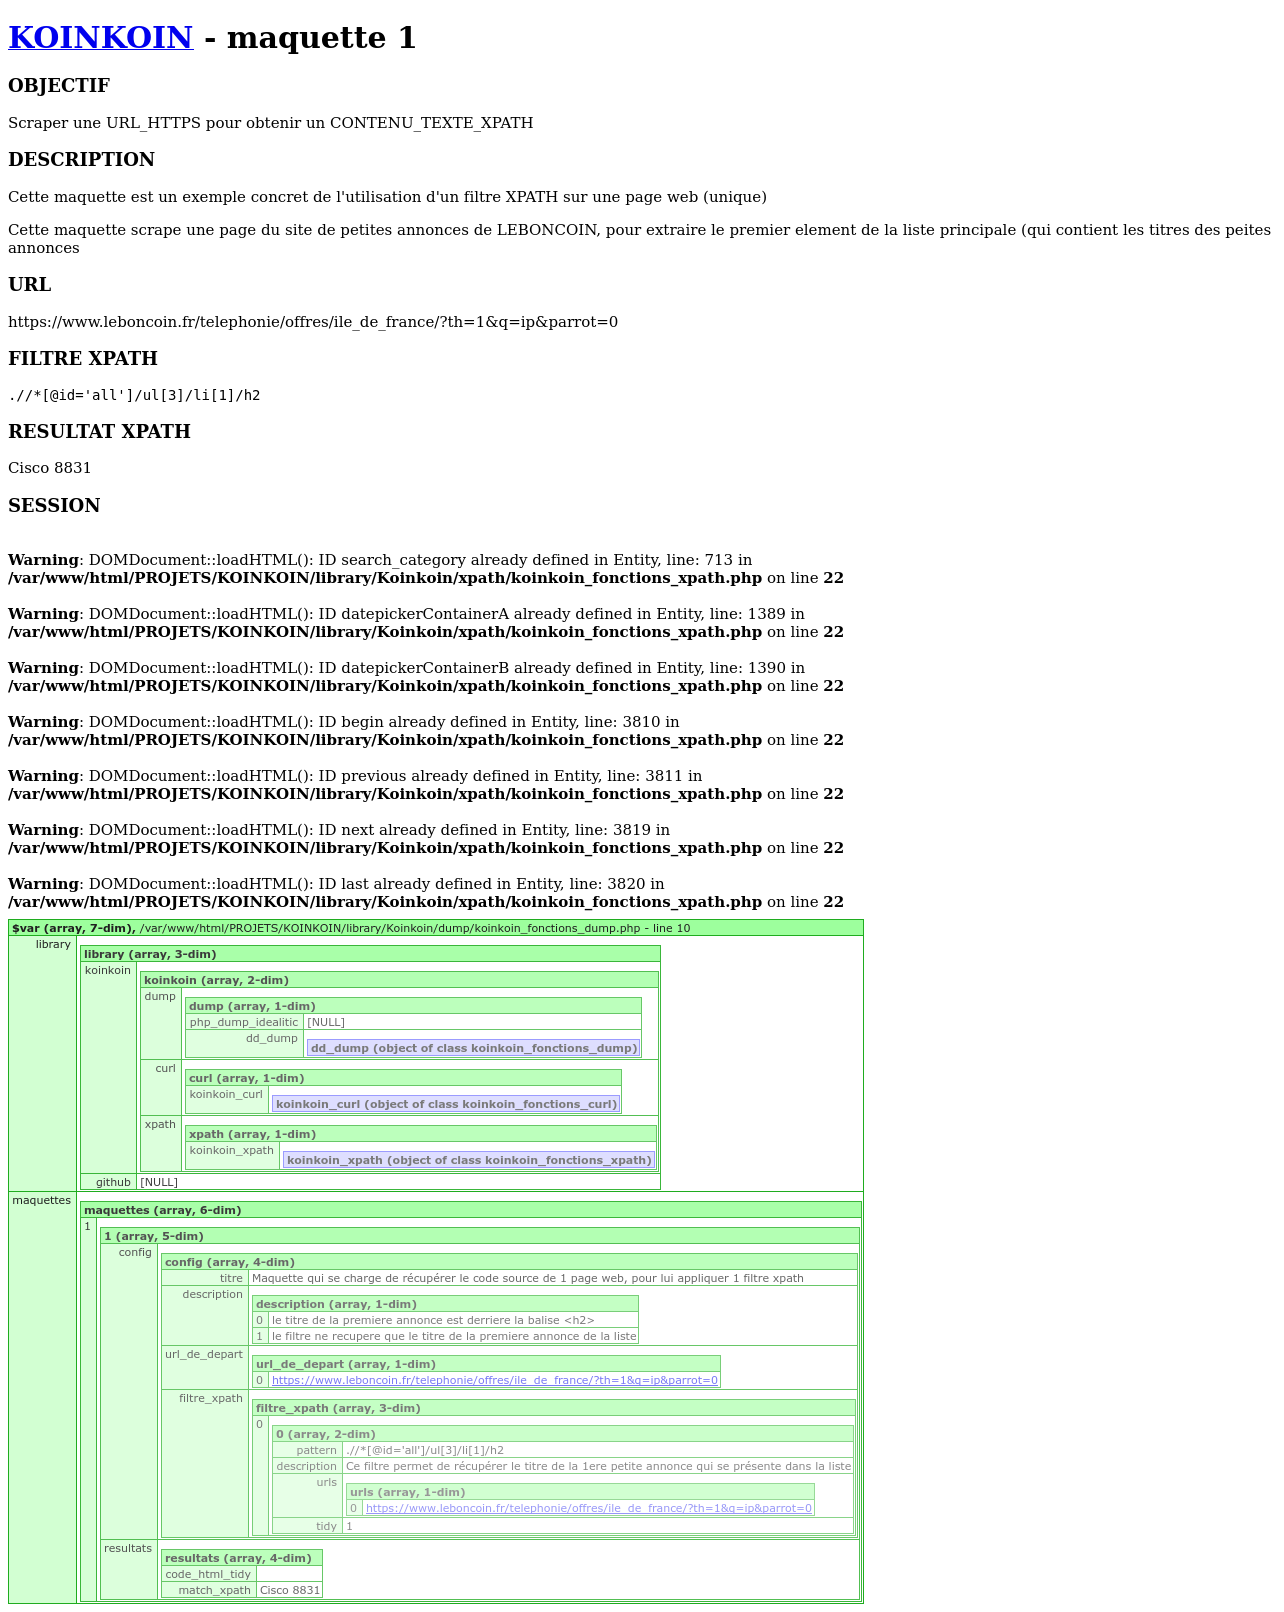 KOINKOIN - maquette 1
OBJECTIF
Scraper une URL_HTTPS pour obtenir un CONTENU_TEXTE_XPATH
DESCRIPTION
Cette maquette est un exemple concret de l'utilisation d'un filtre XPATH sur une page web (unique)
Cette maquette scrape une page du site de petites annonces de LEBONCOIN, pour extraire le premier element de la liste principale (qui contient les titres des peites
annonces
URL
https://www.leboncoin.fr/telephonie/offres/ile_de_france/?th=1&q=ip&parrot=0
FILTRE XPATH
.//*[@id='all']/ul[3]/li[1]/h2
RESULTAT XPATH
Cisco 8831
SESSION
Warning: DOMDocument::loadHTML(): ID search_category already defined in Entity, line: 713 in
/var/www/html/PROJETS/KOINKOIN/library/Koinkoin/xpath/koinkoin_fonctions_xpath.php on line 22
Warning: DOMDocument::loadHTML(): ID datepickerContainerA already defined in Entity, line: 1389 in
/var/www/html/PROJETS/KOINKOIN/library/Koinkoin/xpath/koinkoin_fonctions_xpath.php on line 22
Warning: DOMDocument::loadHTML(): ID datepickerContainerB already defined in Entity, line: 1390 in
/var/www/html/PROJETS/KOINKOIN/library/Koinkoin/xpath/koinkoin_fonctions_xpath.php on line 22
Warning: DOMDocument::loadHTML(): ID begin already defined in Entity, line: 3810 in
/var/www/html/PROJETS/KOINKOIN/library/Koinkoin/xpath/koinkoin_fonctions_xpath.php on line 22
Warning: DOMDocument::loadHTML(): ID previous already defined in Entity, line: 3811 in
/var/www/html/PROJETS/KOINKOIN/library/Koinkoin/xpath/koinkoin_fonctions_xpath.php on line 22
Warning: DOMDocument::loadHTML(): ID next already defined in Entity, line: 3819 in
/var/www/html/PROJETS/KOINKOIN/library/Koinkoin/xpath/koinkoin_fonctions_xpath.php on line 22
Warning: DOMDocument::loadHTML(): ID last already defined in Entity, line: 3820 in
/var/www/html/PROJETS/KOINKOIN/library/Koinkoin/xpath/koinkoin_fonctions_xpath.php on line 22
$var (array, 7-dim), /var/www/html/PROJETS/KOINKOIN/library/Koinkoin/dump/koinkoin_fonctions_dump.php - line 10
library
library (array, 3-dim)
koinkoin
koinkoin (array, 2-dim)
dump
dump (array, 1-dim)
php_dump_idealitic [NULL]
dd_dump
dd_dump (object of class koinkoin_fonctions_dump)
curl
curl (array, 1-dim)
koinkoin_curl
koinkoin_curl (object of class koinkoin_fonctions_curl)
xpath
xpath (array, 1-dim)
koinkoin_xpath
koinkoin_xpath (object of class koinkoin_fonctions_xpath)
github [NULL]
maquettes
maquettes (array, 6-dim)
1
1 (array, 5-dim)
config
config (array, 4-dim)
titre Maquette qui se charge de récupérer le code source de 1 page web, pour lui appliquer 1 filtre xpath
description
description (array, 1-dim)
0 le titre de la premiere annonce est derriere la balise <h2>
1 le filtre ne recupere que le titre de la premiere annonce de la liste
url_de_depart
url_de_depart (array, 1-dim)
0 https://www.leboncoin.fr/telephonie/offres/ile_de_france/?th=1&q=ip&parrot=0
filtre_xpath
filtre_xpath (array, 3-dim)
0
0 (array, 2-dim)
pattern .//*[@id='all']/ul[3]/li[1]/h2
description Ce filtre permet de récupérer le titre de la 1ere petite annonce qui se présente dans la liste
urls
urls (array, 1-dim)
0 https://www.leboncoin.fr/telephonie/offres/ile_de_france/?th=1&q=ip&parrot=0
tidy 1
resultats
resultats (array, 4-dim)
code_html_tidy
match_xpath Cisco 8831